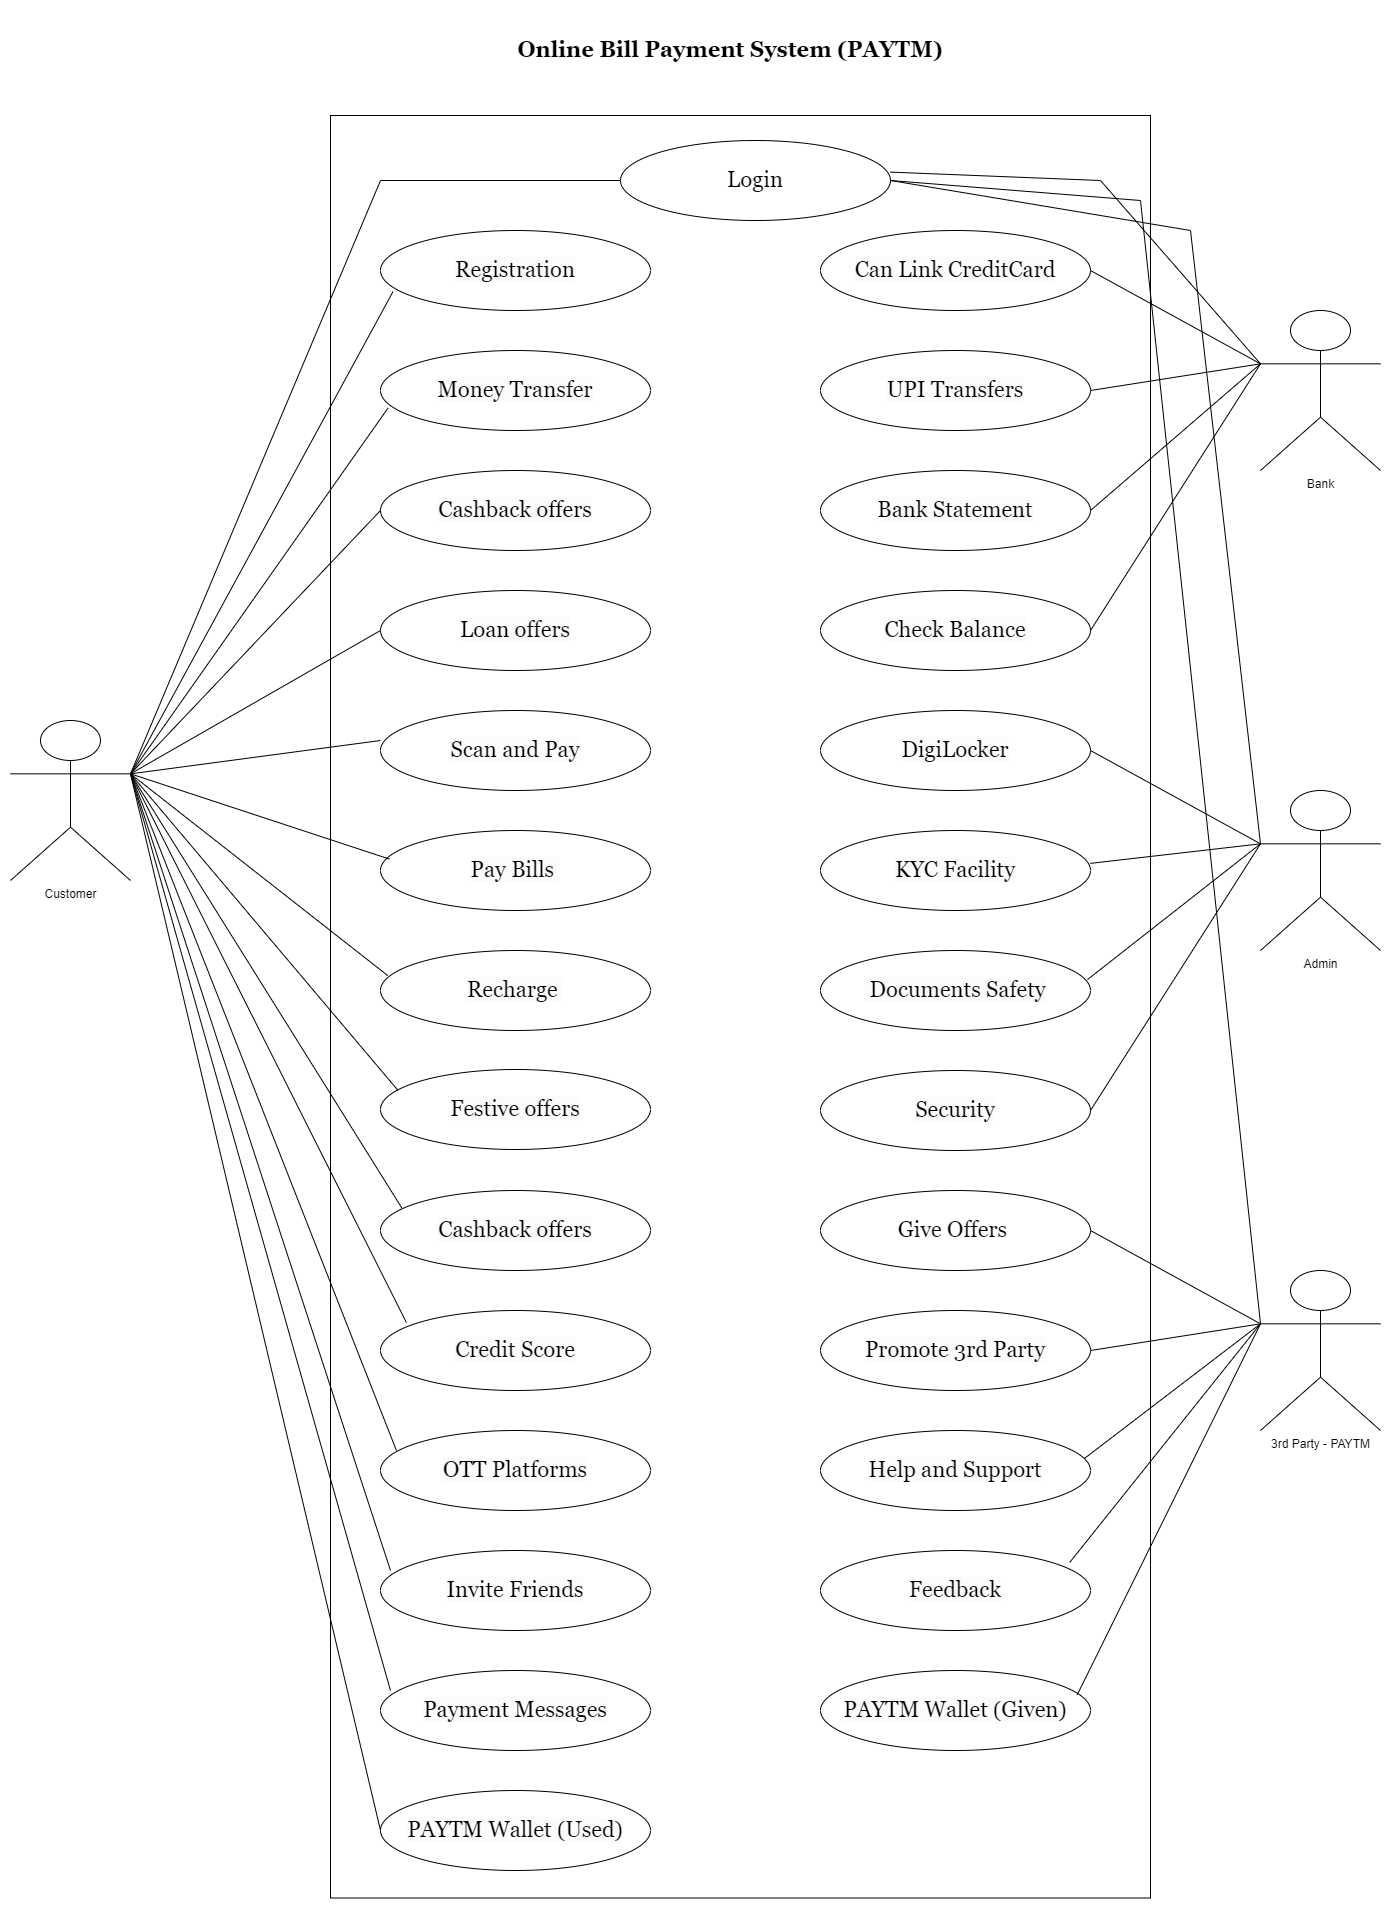 Online Bill Payment System (PAYTM)
Login
Registration
Can Link CreditCard
Money Transfer
UPI Transfers
Bank
Cashback offers
Bank Statement
Loan offers
Check Balance
Scan and Pay
DigiLocker
Customer
Pay Bills
KYC Facility
Admin
Recharge
Documents Safety
Festive offers
Security
Cashback offers
Give Offers
Credit Score
Promote 3rd Party
3rd Party - PAYTM
OTT Platforms
Help and Support
Invite Friends
Feedback
Payment Messages
PAYTM Wallet (Given)
PAYTM Wallet (Used)